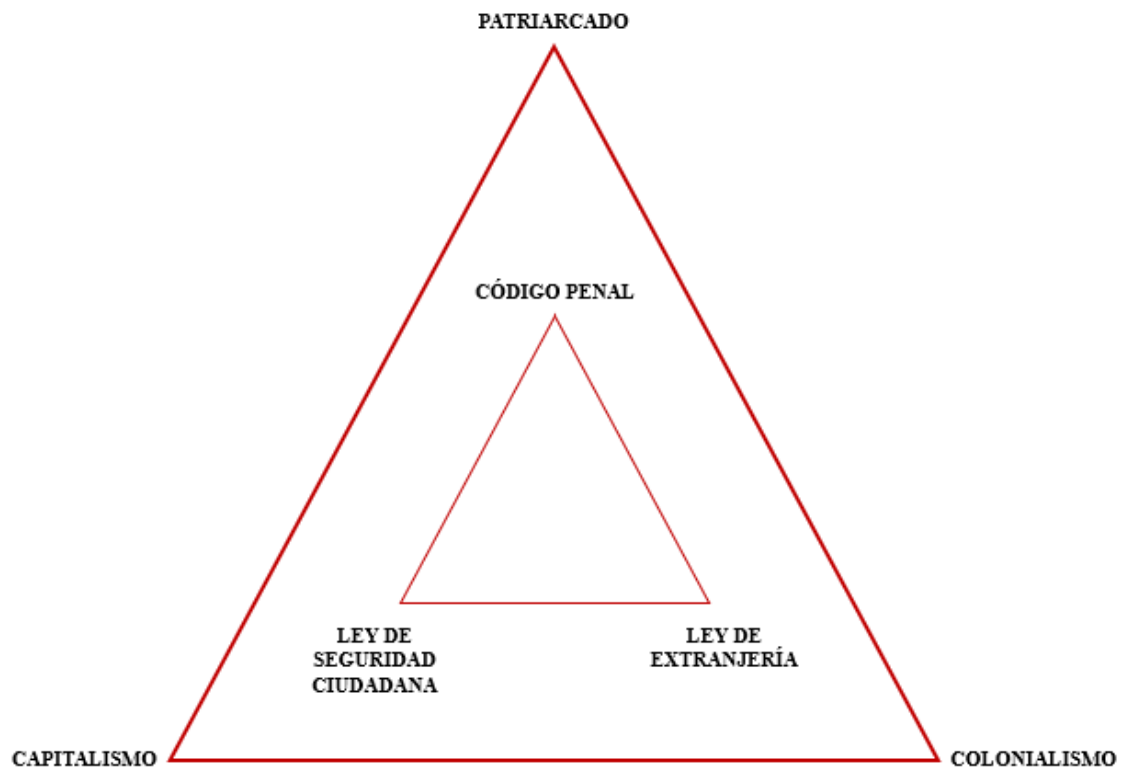 PATRIARCADO
CÓDIGO PENAL
LEY DE
SEGURIDAD
CIUDADANA
LEY DE
EXTRANJERÍA
CAPITALISMO
COLONIALISMO